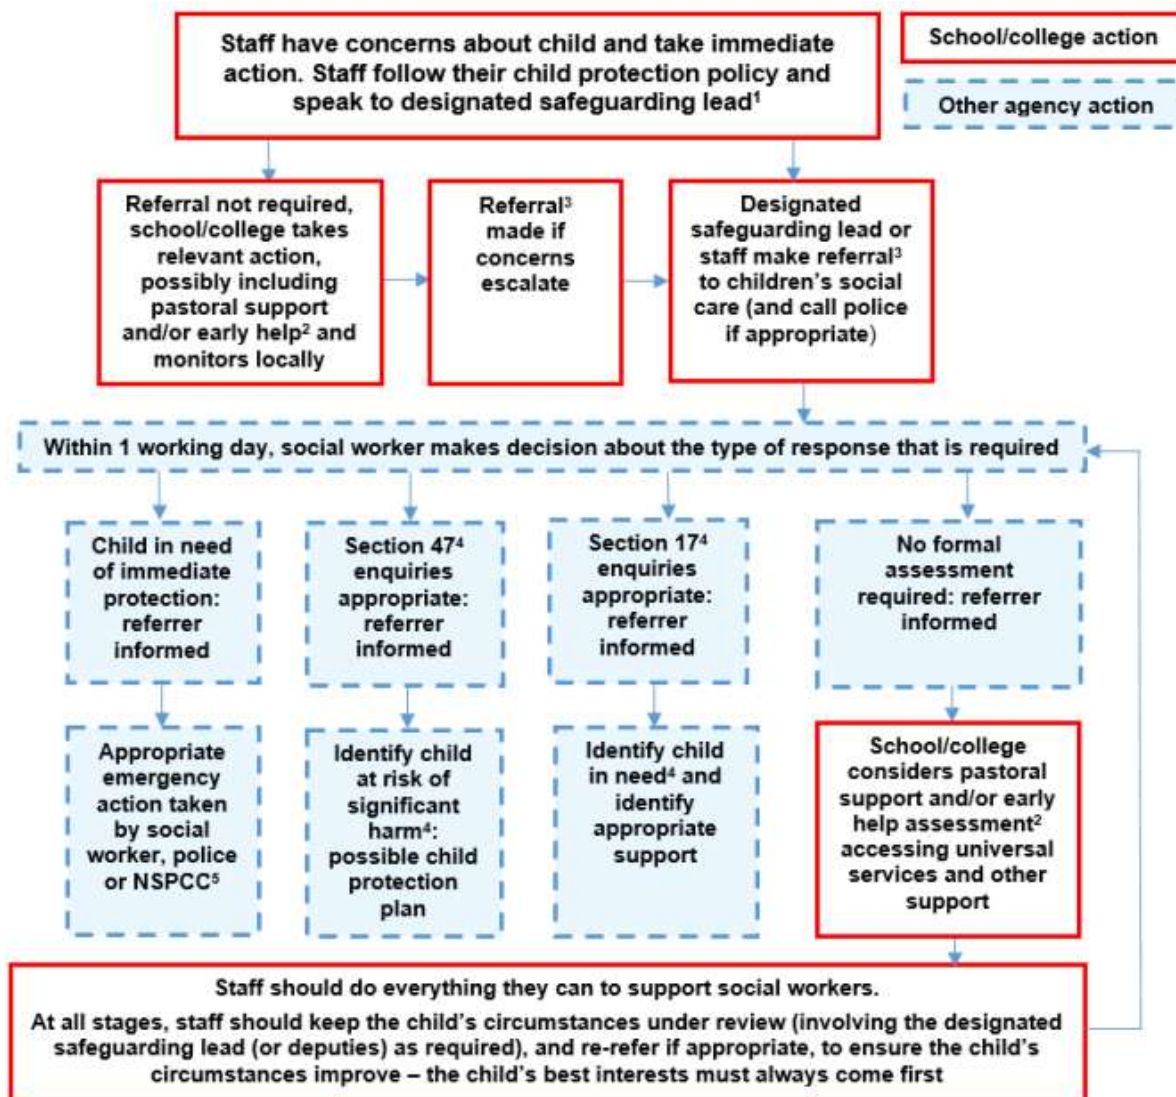 Staff have concerns about child and take immediate
action. Staff follow their child protection policy and
speak to designated safeguarding lead¹
School/college action
Other agency action
Referral not required,
school/college takes
relevant action,
possibly including
pastoral support
and/or early help² and
monitors locally
Referral³
made if
concerns
escalate
Designated
safeguarding lead or
staff make referral³
to children’s social
care (and call police
if appropriate)
Within 1 working day, social worker makes decision about the type of response that is required
Child in need
of immediate
protection:
referrer
informed
Section 47⁴
enquiries
appropriate:
referrer
informed
Section 17⁴
enquiries
appropriate:
referrer
informed
No formal
assessment
required: referrer
informed
Appropriate
emergency
action taken
by social
worker, police
or NSPCC⁵
Identify child
at risk of
significant
harm⁴:
possible child
protection
plan
Identify child
in need⁴ and
identify
appropriate
support
School/college
considers pastoral
support and/or early
help assessment²
accessing universal
services and other
support
Staff should do everything they can to support social workers.
At all stages, staff should keep the child’s circumstances under review (involving the designated
safeguarding lead (or deputies) as required), and re-refer if appropriate, to ensure the child’s
circumstances improve – the child’s best interests must always come first